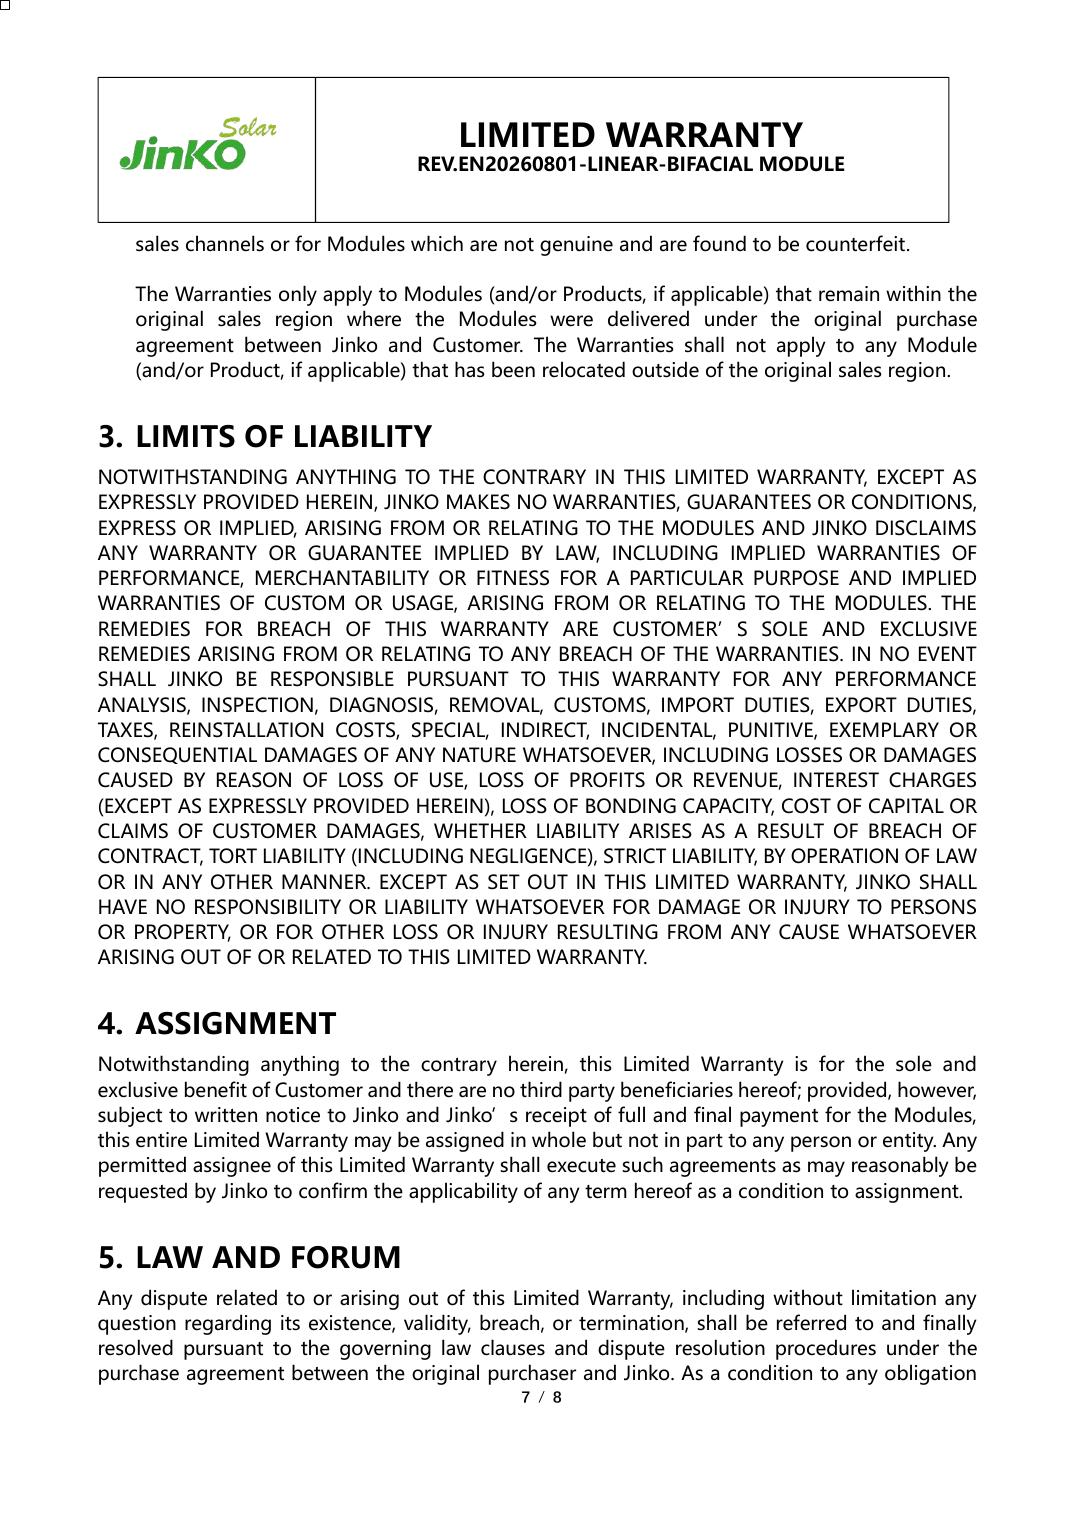 Solar
JinKO
LIMITED WARRANTY
REV.EN20260801-LINEAR-BIFACIAL MODULE
sales channels or for Modules which are not genuine and are found to be counterfeit.
The Warranties only apply to Modules (and/or Products, if applicable) that remain within the
original sales region where the Modules were delivered under the original purchase
agreement between Jinko and Customer. The Warranties shall not apply to any Module
(and/or Product, if applicable) that has been relocated outside of the original sales region.
3. LIMITS OF LIABILITY
NOTWITHSTANDING ANYTHING TO THE CONTRARY IN THIS LIMITED WARRANTY, EXCEPT AS
EXPRESSLY PROVIDED HEREIN, JINKO MAKES NO WARRANTIES, GUARANTEES OR CONDITIONS,
EXPRESS OR IMPLIED, ARISING FROM OR RELATING TO THE MODULES AND JINKO DISCLAIMS
ANY WARRANTY OR GUARANTEE IMPLIED BY LAW, INCLUDING IMPLIED WARRANTIES OF
PERFORMANCE, MERCHANTABILITY OR FITNESS FOR A PARTICULAR PURPOSE AND IMPLIED
WARRANTIES OF CUSTOM OR USAGE, ARISING FROM OR RELATING TO THE MODULES. THE
REMEDIES FOR BREACH OF THIS WARRANTY ARE CUSTOMER’S SOLE AND EXCLUSIVE
REMEDIES ARISING FROM OR RELATING TO ANY BREACH OF THE WARRANTIES. IN NO EVENT
SHALL JINKO BE RESPONSIBLE PURSUANT TO THIS WARRANTY FOR ANY PERFORMANCE
ANALYSIS, INSPECTION, DIAGNOSIS, REMOVAL, CUSTOMS, IMPORT DUTIES, EXPORT DUTIES,
TAXES, REINSTALLATION COSTS, SPECIAL, INDIRECT, INCIDENTAL, PUNITIVE, EXEMPLARY OR
CONSEQUENTIAL DAMAGES OF ANY NATURE WHATSOEVER, INCLUDING LOSSES OR DAMAGES
CAUSED BY REASON OF LOSS OF USE, LOSS OF PROFITS OR REVENUE, INTEREST CHARGES
(EXCEPT AS EXPRESSLY PROVIDED HEREIN), LOSS OF BONDING CAPACITY, COST OF CAPITAL OR
CLAIMS OF CUSTOMER DAMAGES, WHETHER LIABILITY ARISES AS A RESULT OF BREACH OF
CONTRACT, TORT LIABILITY (INCLUDING NEGLIGENCE), STRICT LIABILITY, BY OPERATION OF LAW
OR IN ANY OTHER MANNER. EXCEPT AS SET OUT IN THIS LIMITED WARRANTY, JINKO SHALL
HAVE NO RESPONSIBILITY OR LIABILITY WHATSOEVER FOR DAMAGE OR INJURY TO PERSONS
OR PROPERTY, OR FOR OTHER LOSS OR INJURY RESULTING FROM ANY CAUSE WHATSOEVER
ARISING OUT OF OR RELATED TO THIS LIMITED WARRANTY.
4. ASSIGNMENT
Notwithstanding anything to the contrary herein, this Limited Warranty is for the sole and
exclusive benefit of Customer and there are no third party beneficiaries hereof; provided, however,
subject to written notice to Jinko and Jinko’s receipt of full and final payment for the Modules,
this entire Limited Warranty may be assigned in whole but not in part to any person or entity. Any
permitted assignee of this Limited Warranty shall execute such agreements as may reasonably be
requested by Jinko to confirm the applicability of any term hereof as a condition to assignment.
5. LAW AND FORUM
Any dispute related to or arising out of this Limited Warranty, including without limitation any
question regarding its existence, validity, breach, or termination, shall be referred to and finally
resolved pursuant to the governing law clauses and dispute resolution procedures under the
purchase agreement between the original purchaser and Jinko. As a condition to any obligation
7 / 8